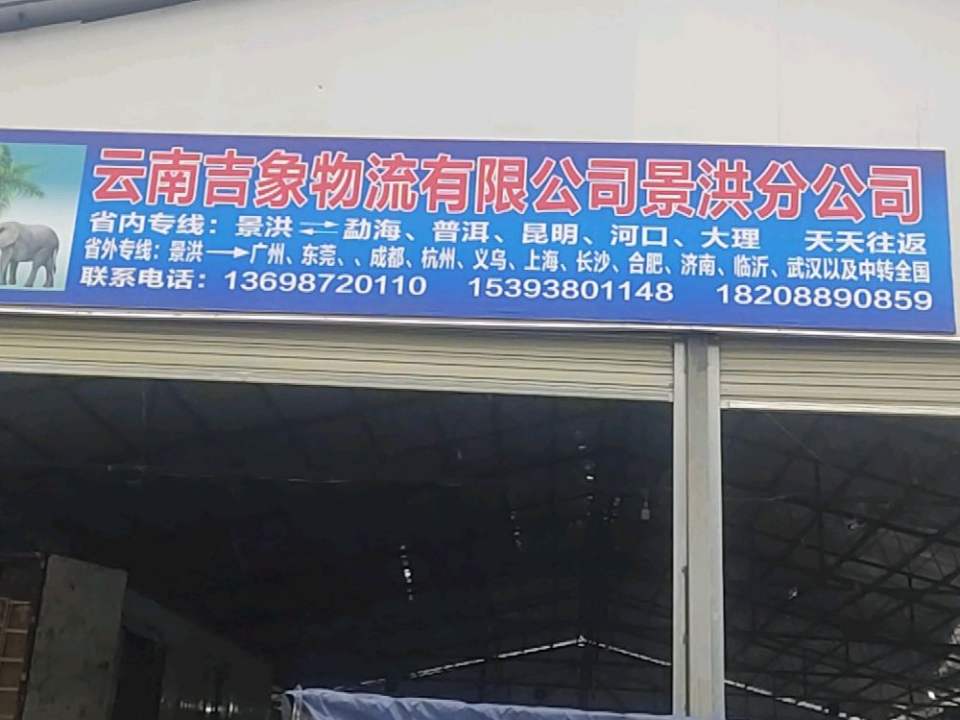 云南吉象物流有限公司景洪分公司
省内专线：景洪⇌勐海、普洱、昆明、河口、大理 天天往返
省外专线：景洪→广州、东莞、、成都、杭州、义乌、上海、长沙、合肥、济南、临沂、武汉以及中转全国
联系电话：13698720110 15393801148 18208890859